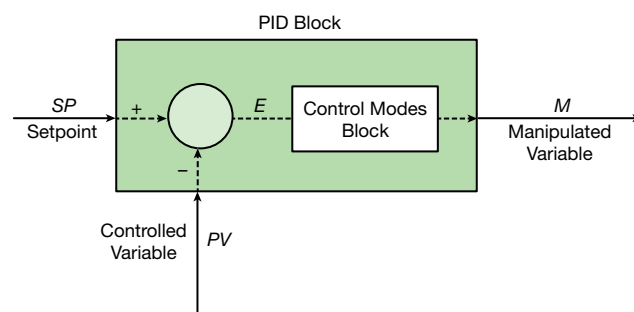 PID Block
SP
Setpoint
+
E
Control Modes
Block
M
Manipulated
Variable
−
Controlled
Variable
PV